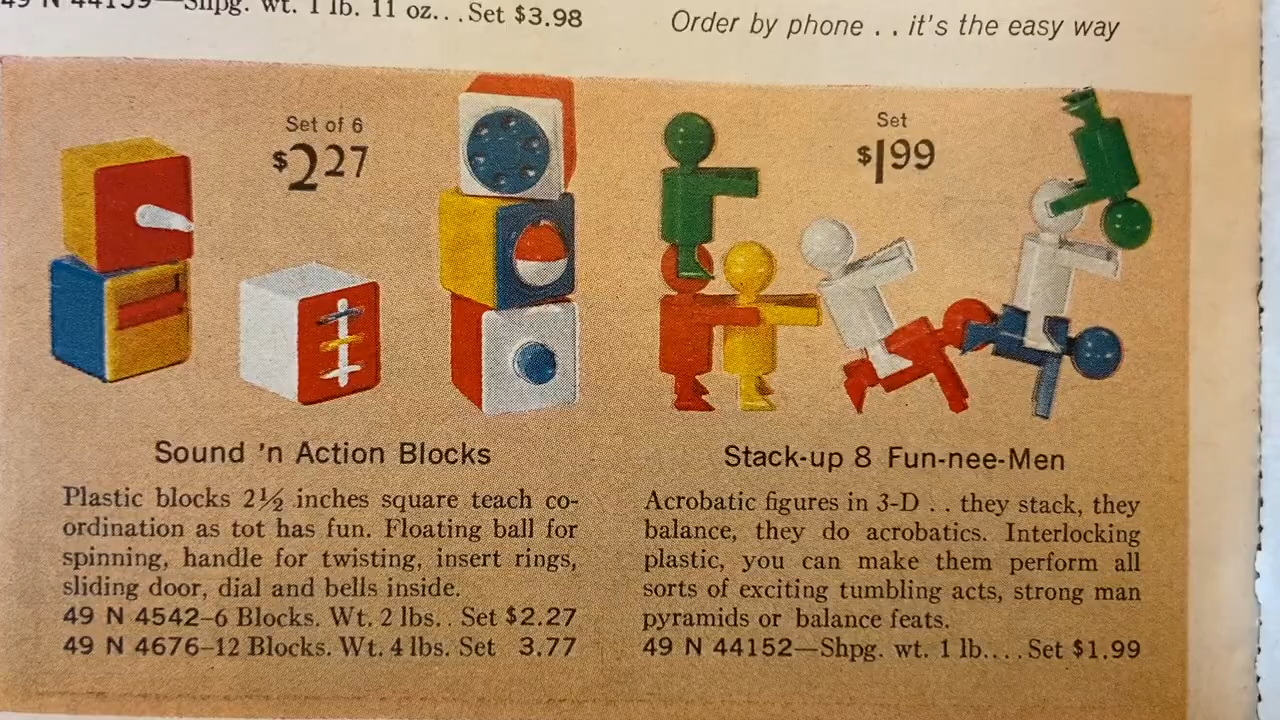 Shpg. wt. 1 lb. 11 oz...Set $3.98
Order by phone . . it's the easy way
Set of 6
$2.27
Set
$1.99
Sound 'n Action Blocks
Plastic blocks 2½ inches square teach co-
ordination as tot has fun. Floating ball for
spinning, handle for twisting, insert rings,
sliding door, dial and bells inside.
49 N 4542–6 Blocks. Wt. 2 lbs.. Set $2.27
49 N 4676–12 Blocks. Wt. 4 lbs. Set 3.77
Stack-up 8 Fun-nee-Men
Acrobatic figures in 3-D . . they stack, they
balance, they do acrobatics. Interlocking
plastic, you can make them perform all
sorts of exciting tumbling acts, strong man
pyramids or balance feats.
49 N 44152—Shpg. wt. 1 lb.... Set $1.99